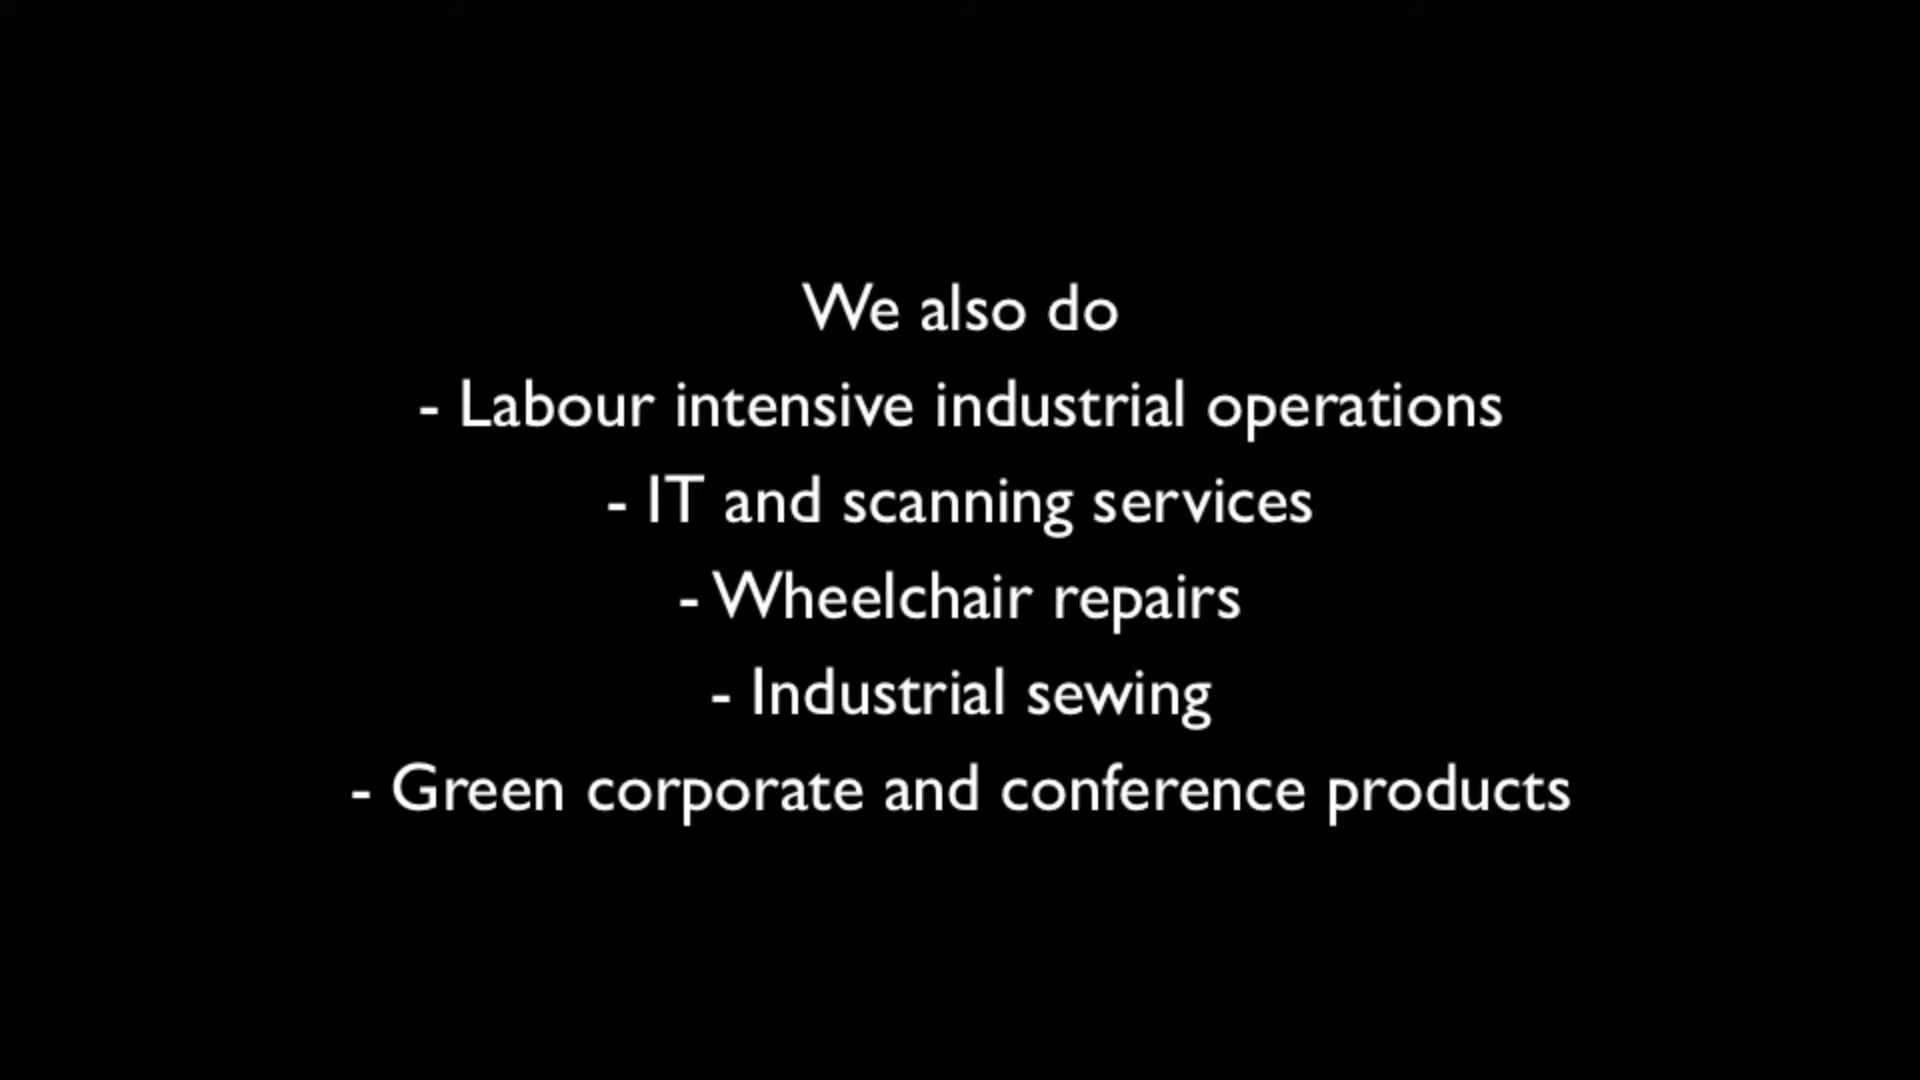 We also do
- Labour intensive industrial operations
- IT and scanning services
- Wheelchair repairs
- Industrial sewing
- Green corporate and conference products